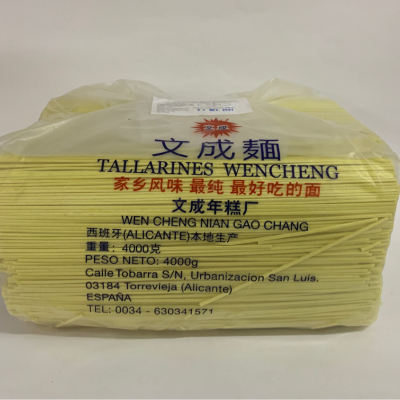 文成
文成麵
TALLARINES WENCHENG
家乡风味 最纯 最好吃的面
文成年糕厂
WEN CHENG NIAN GAO CHANG
西班牙(ALICANTE)本地生产
重量: 4000克
PESO NETO: 4000g
Calle Tobarra S/N, Urbanizacion San Luis.
03184 Torrevieja (Alicante)
ESPAÑA
TEL: 0034 - 630341571